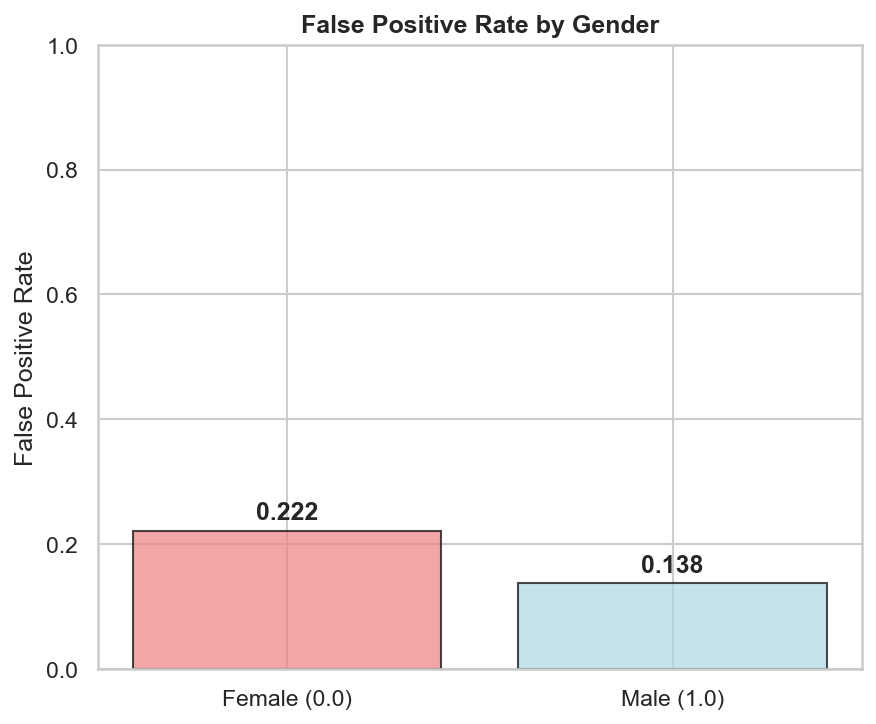 False Positive Rate by Gender
1.0
0.8
0.6
0.4
0.2
0.0
False Positive Rate
0.222
0.138
Female (0.0)
Male (1.0)